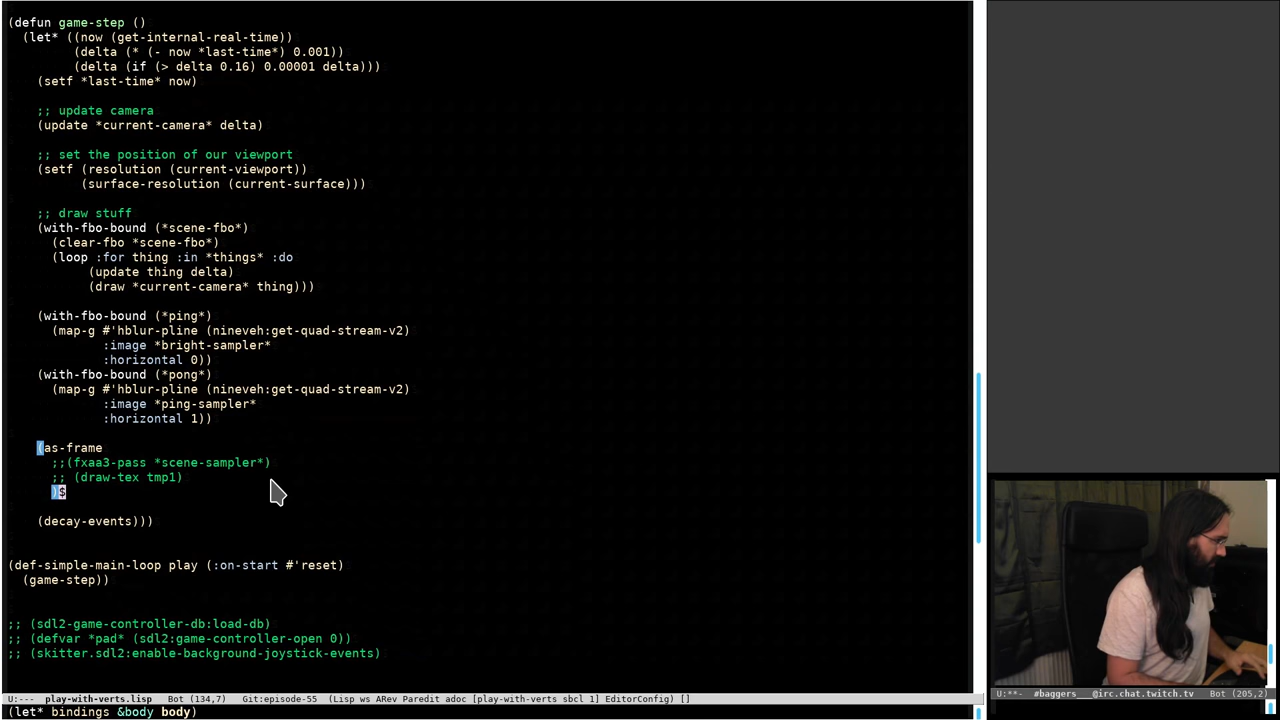 (defun game-step ()
(let* ((now (get-internal-real-time))
(delta (* (- now *last-time*) 0.001))
(delta (if (> delta 0.16) 0.00001 delta)))
(setf *last-time* now)
;; update camera
(update *current-camera* delta)
;; set the position of our viewport
(setf (resolution (current-viewport))
(surface-resolution (current-surface)))
;; draw stuff
(with-fbo-bound (*scene-fbo*)
(clear-fbo *scene-fbo*)
(loop :for thing :in *things* :do
(update thing delta)
(draw *current-camera* thing)))
(with-fbo-bound (*ping*)
(map-g #'hblur-pline (nineveh:get-quad-stream-v2)
:image *bright-sampler*
:horizontal 0))
(with-fbo-bound (*pong*)
(map-g #'hblur-pline (nineveh:get-quad-stream-v2)
:image *ping-sampler*
:horizontal 1))
(as-frame
;;(fxaa3-pass *scene-sampler*)
;; (draw-tex tmp1)
)$
(decay-events)))
(def-simple-main-loop play (:on-start #'reset)
(game-step))
;; (sdl2-game-controller-db:load-db)
;; (defvar *pad* (sdl2:game-controller-open 0))
;; (skitter.sdl2:enable-background-joystick-events)
U:--- play-with-verts.lisp Bot (134,7) Git:episode-55 (Lisp ws ARev Paredit adoc [play-with-verts sbcl 1] EditorConfig) []
(let* bindings &body body)
U:**- #baggers __@irc.chat.twitch.tv Bot (205,2)